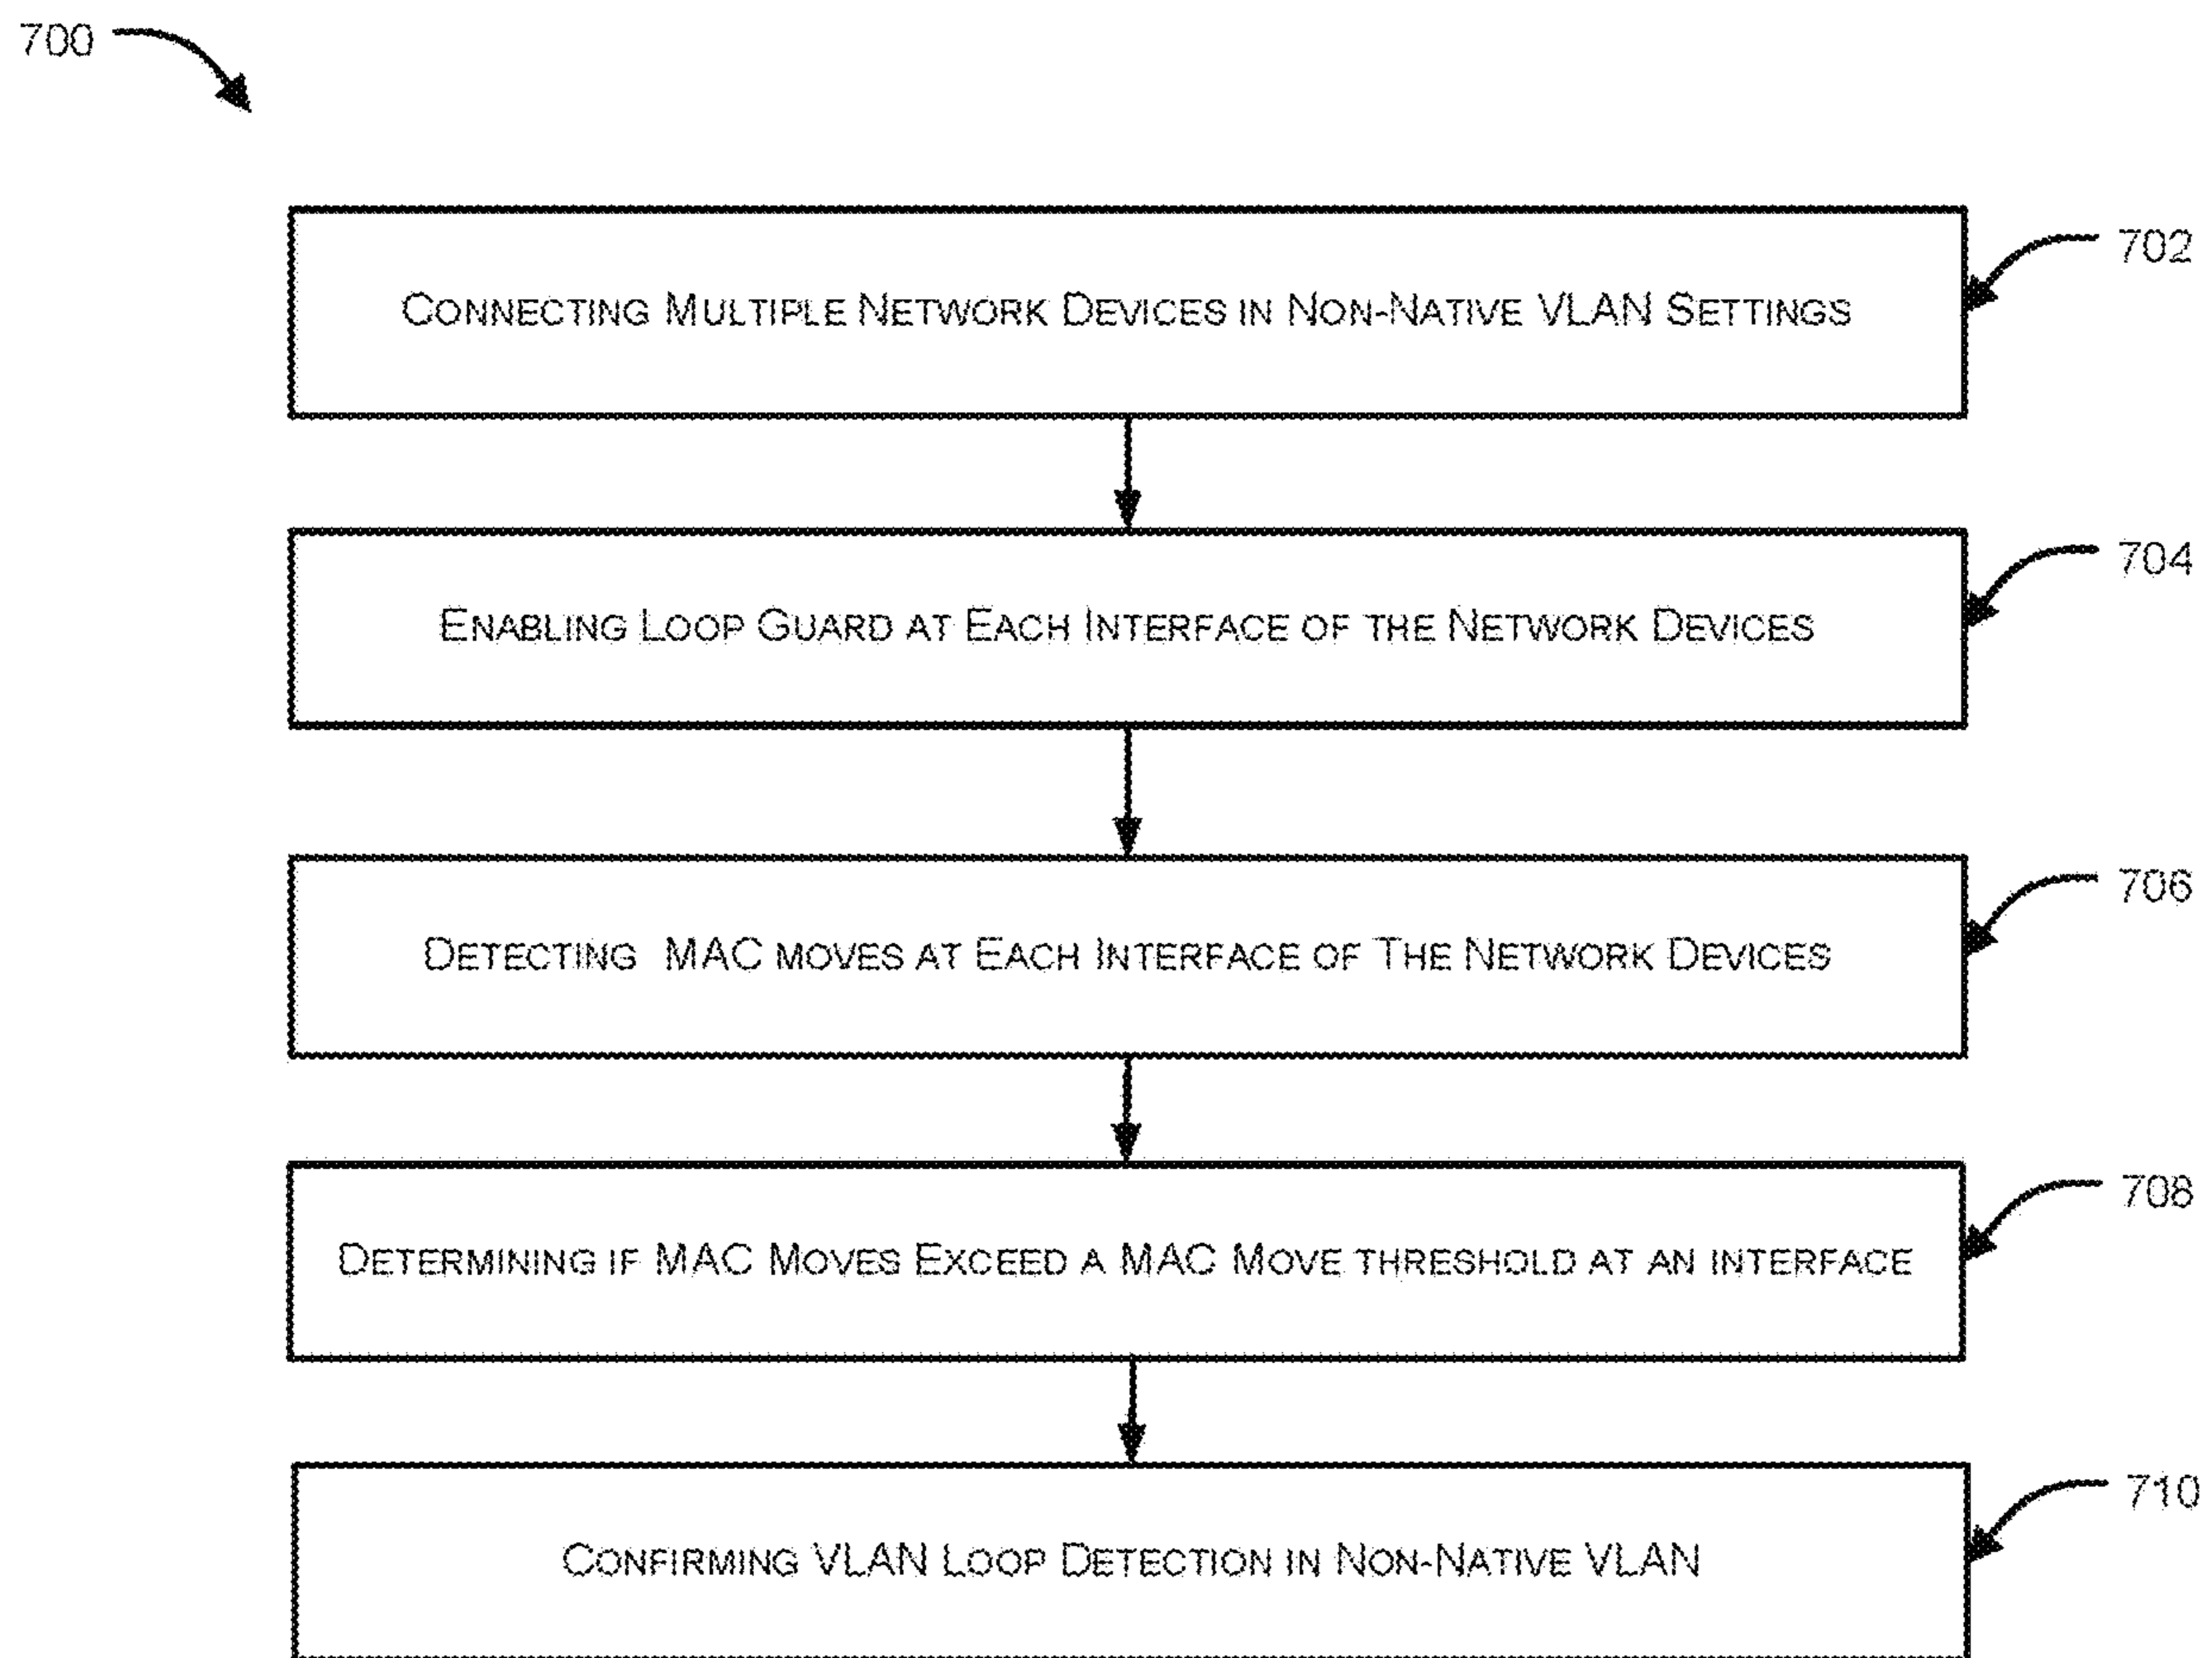 700
702
Connecting Multiple Network Devices in Non-Native VLAN Settings
704
Enabling Loop Guard at Each Interface of the Network Devices
706
Detecting MAC moves at Each Interface of The Network Devices
708
Determining if MAC Moves Exceed a MAC Move threshold at an interface
710
Confirming VLAN Loop Detection in Non-Native VLAN